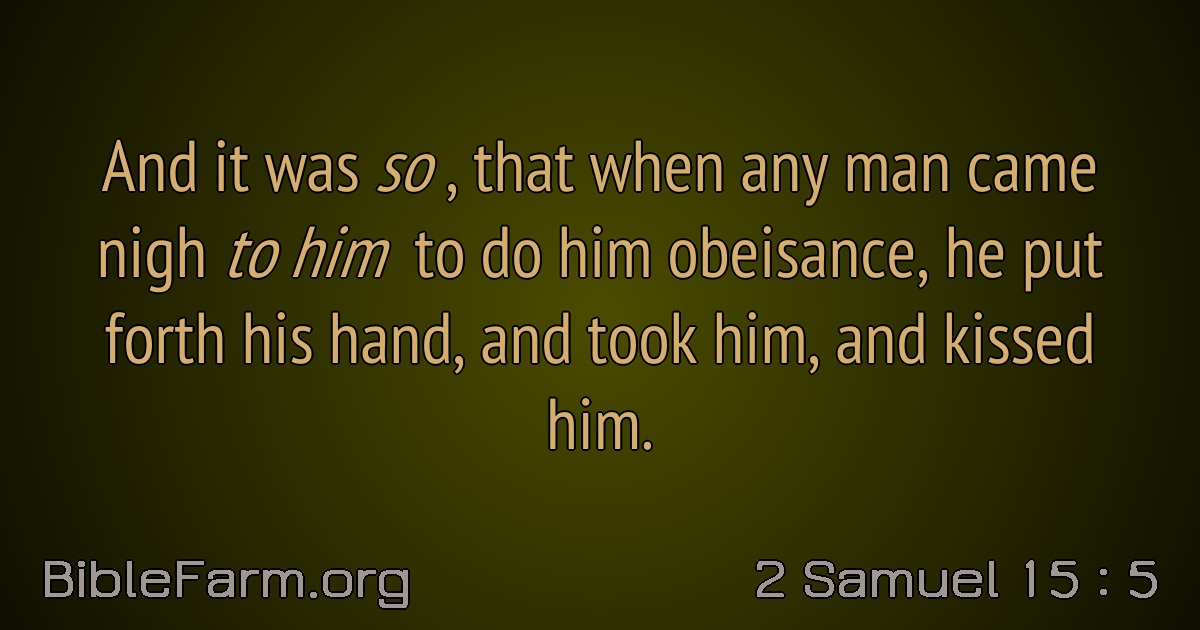 And it was so , that when any man came
nigh to him to do him obeisance, he put
forth his hand, and took him, and kissed
him.
BibleFarm.org
2 Samuel 15 : 5